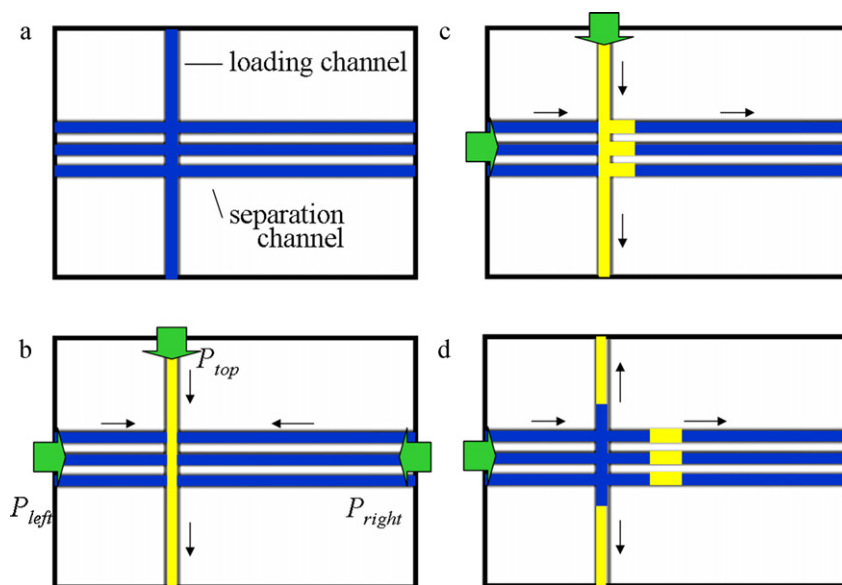 a
loading channel
separation
channel
b
P_top
P_left
P_right
c
d